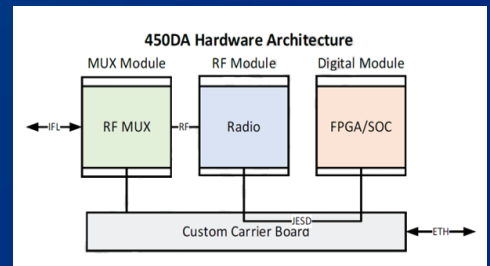 450DA Hardware Architecture
MUX Module RF Module Digital Module
IFL RF MUX RF Radio FPGA/SOC
JESD
Custom Carrier Board ETH